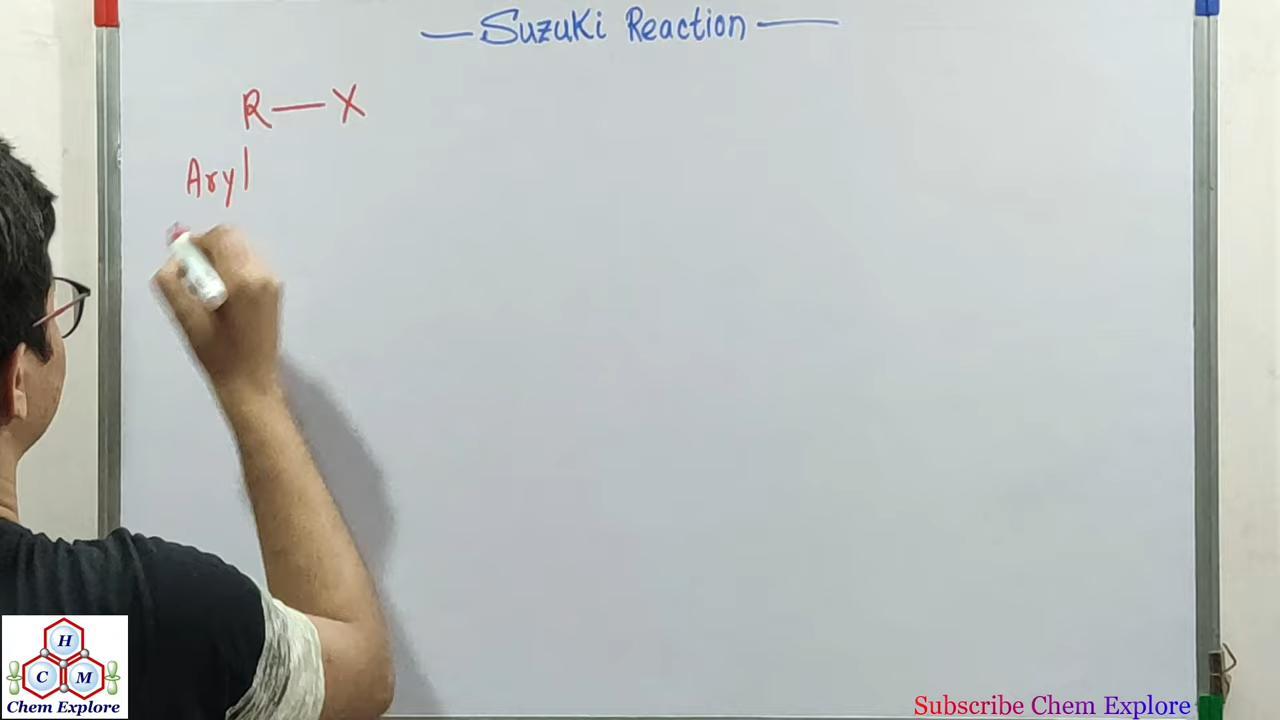 — Suzuki Reaction —
R — X
Aryl
H
C M
Chem Explore
Subscribe Chem Explore